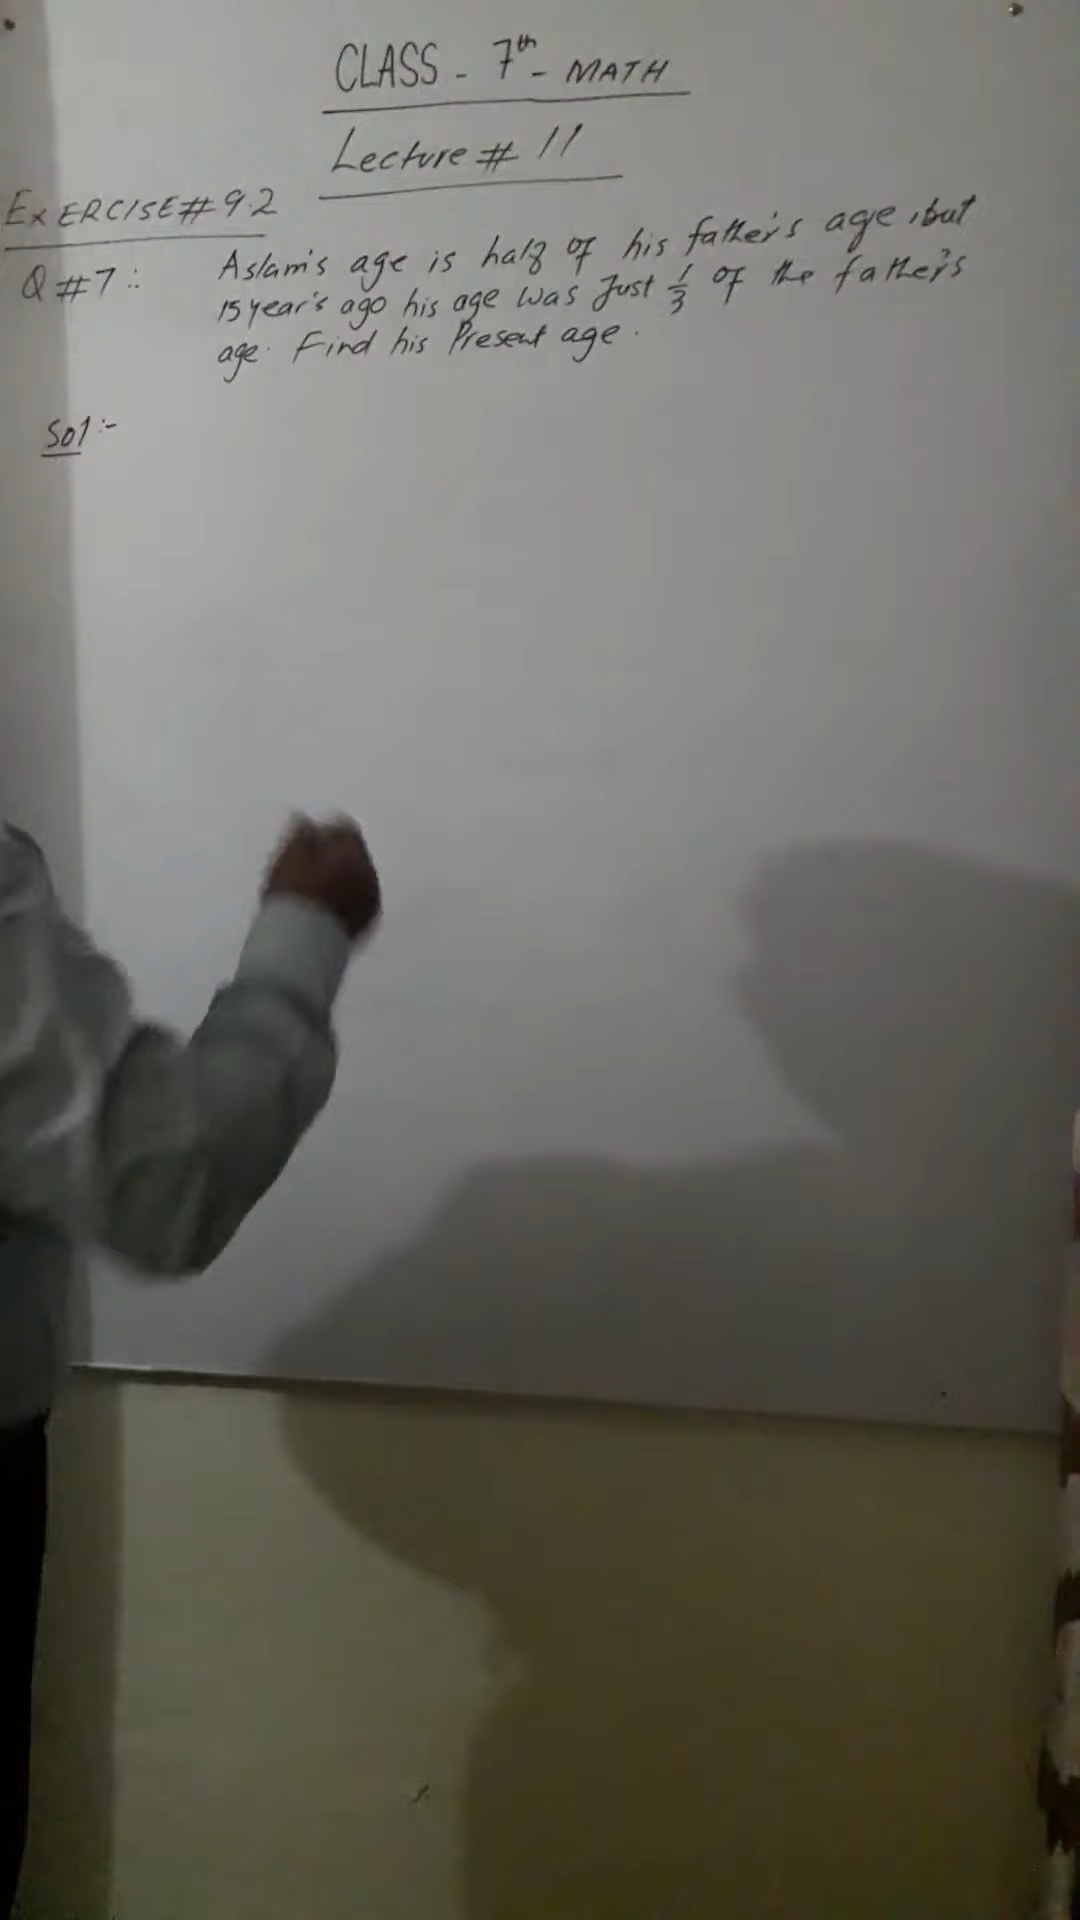 CLASS - 7th - MATH
Lecture # 11
EXERCISE # 9.2
Q #7:: Aslam's age is half of his father's age, but
15 year's ago his age was Just 1/3 of the father's
age. Find his Present age.
Sol:-